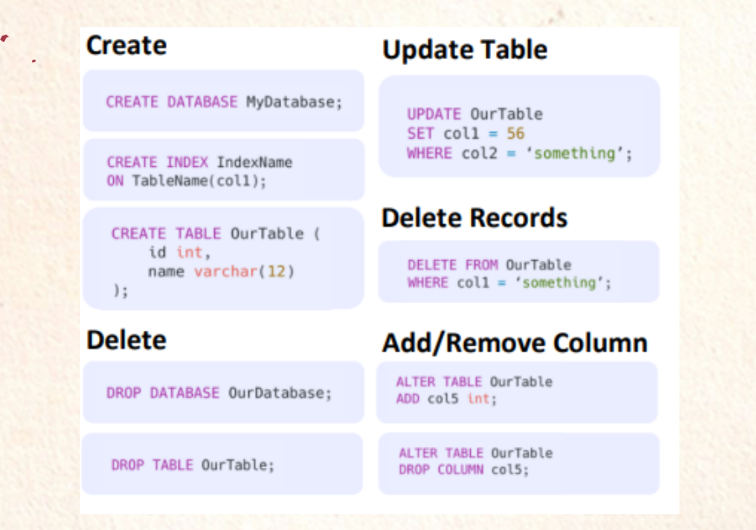 Create
CREATE DATABASE MyDatabase;
CREATE INDEX IndexName
ON TableName(col1);
CREATE TABLE OurTable (
id int,
name varchar(12)
);
Delete
DROP DATABASE OurDatabase;
DROP TABLE OurTable;
Update Table
UPDATE OurTable
SET col1 = 56
WHERE col2 = ‘something’;
Delete Records
DELETE FROM OurTable
WHERE col1 = ‘something’;
Add/Remove Column
ALTER TABLE OurTable
ADD col5 int;
ALTER TABLE OurTable
DROP COLUMN col5;